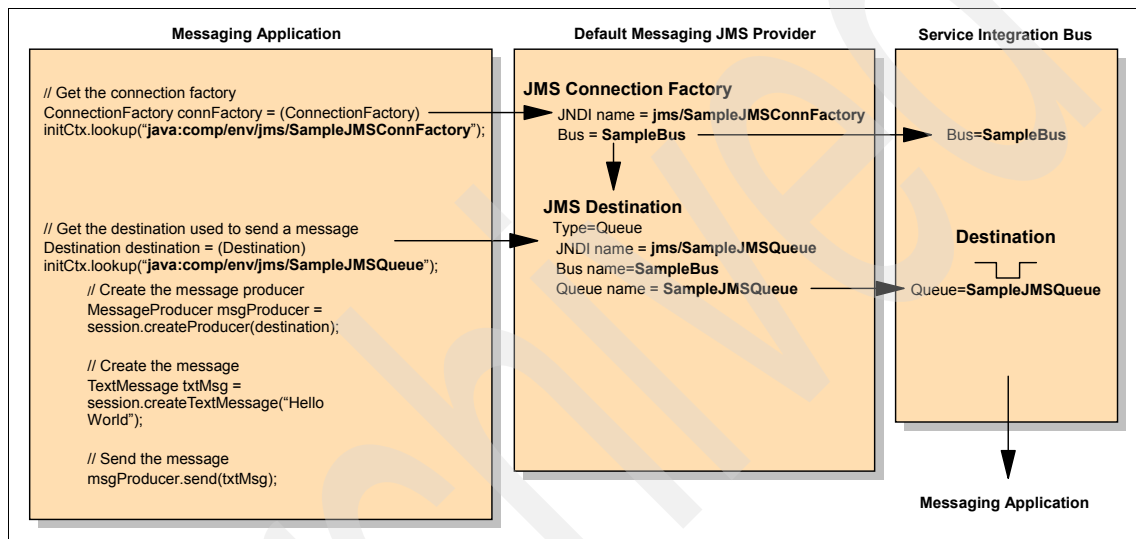 Messaging Application
// Get the connection factory
ConnectionFactory connFactory = (ConnectionFactory)
initCtx.lookup(“java:comp/env/jms/SampleJMSConnFactory”);
// Get the destination used to send a message
Destination destination = (Destination)
initCtx.lookup(“java:comp/env/jms/SampleJMSQueue”);
// Create the message producer
MessageProducer msgProducer =
session.createProducer(destination);
// Create the message
TextMessage txtMsg =
session.createTextMessage(“Hello
World”);
// Send the message
msgProducer.send(txtMsg);
Default Messaging JMS Provider
JMS Connection Factory
JNDI name = jms/SampleJMSConnFactory
Bus = SampleBus
JMS Destination
Type=Queue
JNDI name = jms/SampleJMSQueue
Bus name=SampleBus
Queue name = SampleJMSQueue
Service Integration Bus
Bus=SampleBus
Destination
Queue=SampleJMSQueue
Messaging Application